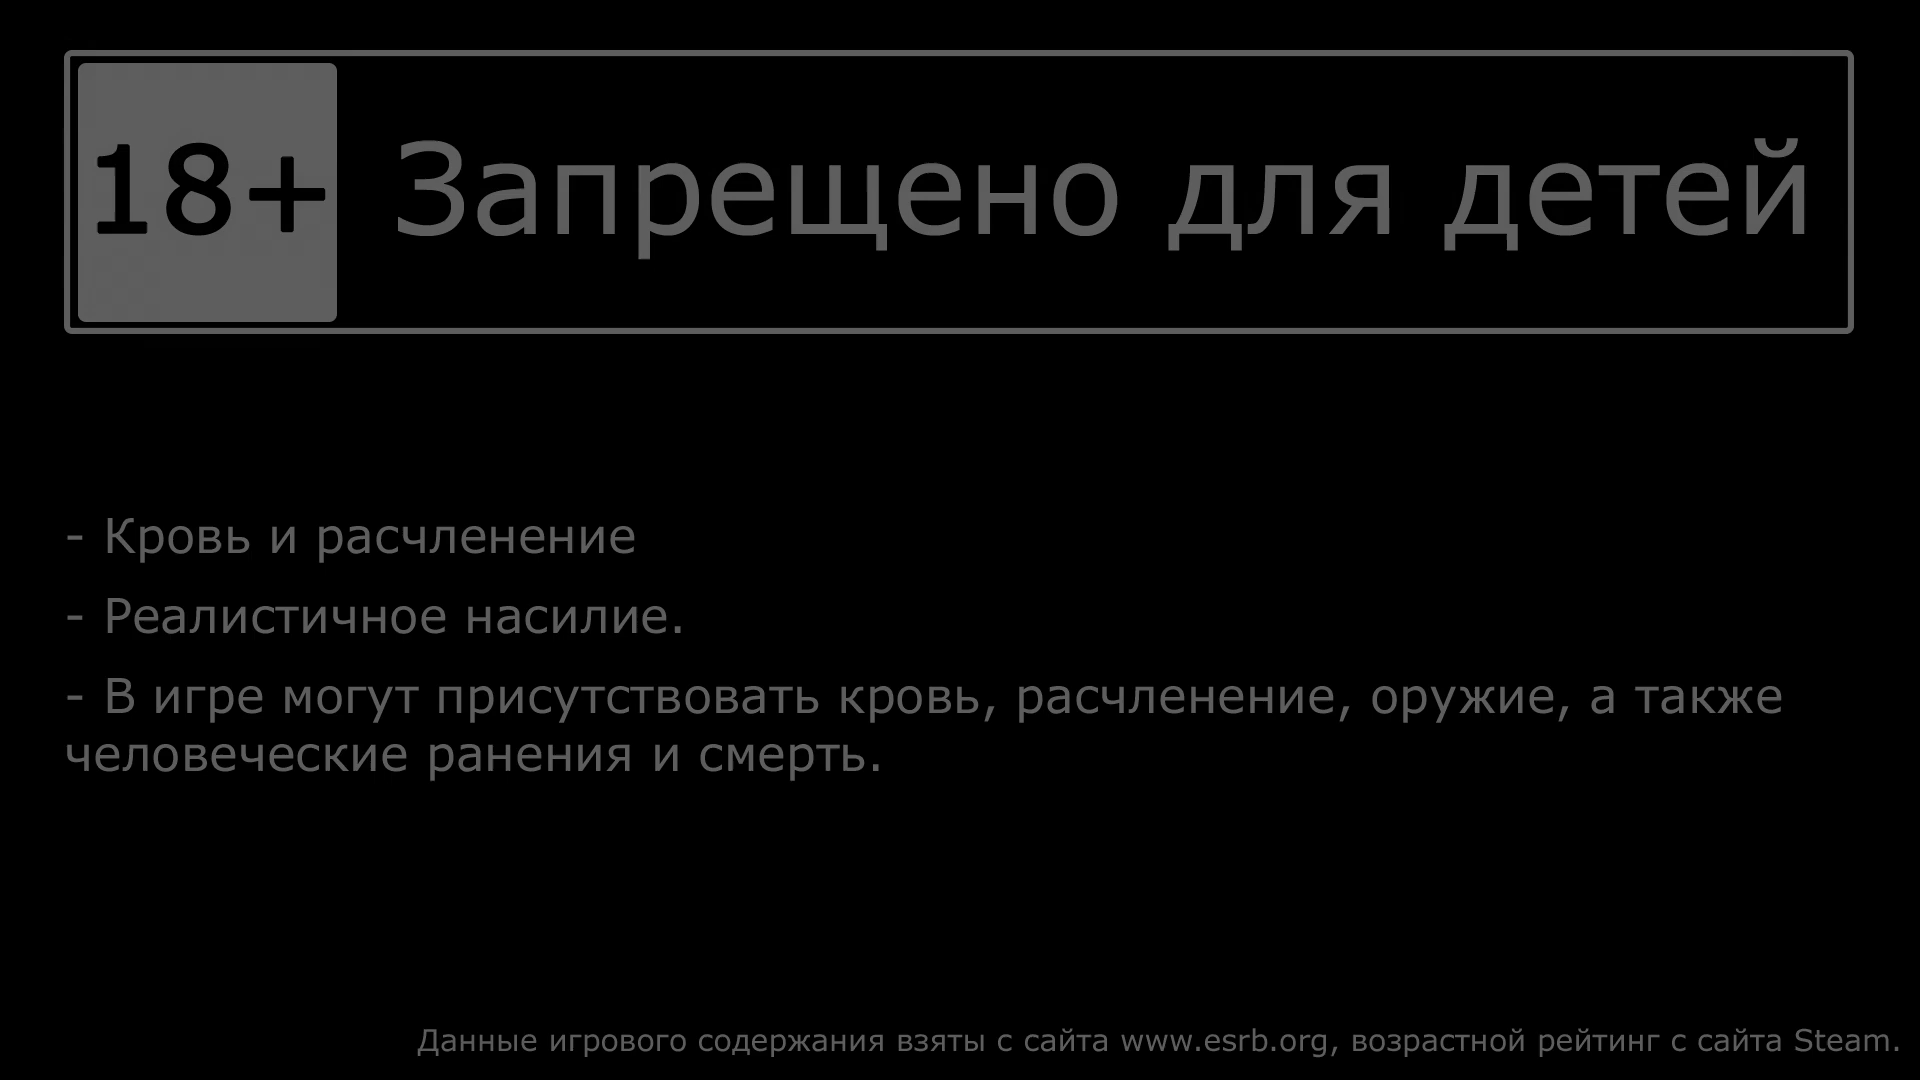 18+ Запрещено для детей
- Кровь и расчленение
- Реалистичное насилие.
- В игре могут присутствовать кровь, расчленение, оружие, а также
человеческие ранения и смерть.
Данные игрового содержания взяты с сайта www.esrb.org, возрастной рейтинг с сайта Steam.